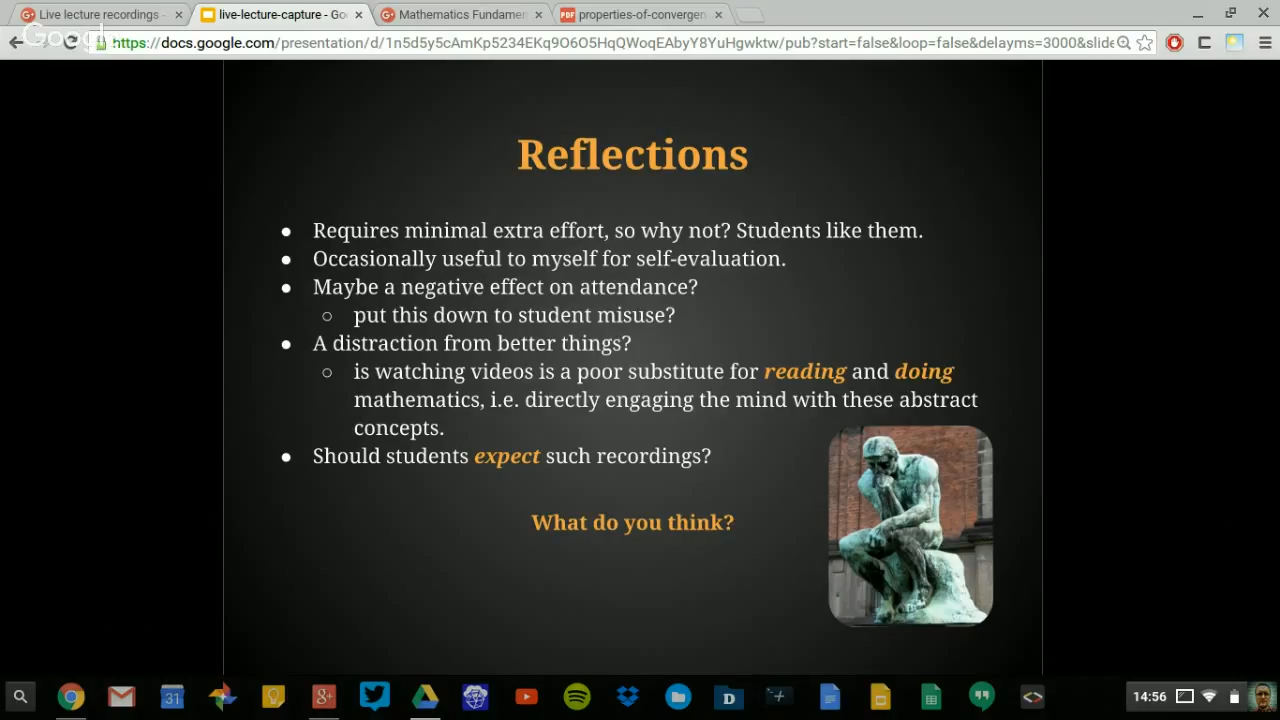 Live lecture recordings -
live-lecture-capture - Go
Mathematics Fundamen
PDF properties-of-convergen
Google
https://docs.google.com/presentation/d/1n5d5y5cAmKp5234EKq9O6O5HqQWoqEAbyY8YuHgwktw/pub?start=false&loop=false&delayms=3000&slide
Reflections
● Requires minimal extra effort, so why not? Students like them.
● Occasionally useful to myself for self-evaluation.
● Maybe a negative effect on attendance?
○ put this down to student misuse?
● A distraction from better things?
○ is watching videos is a poor substitute for reading and doing
mathematics, i.e. directly engaging the mind with these abstract
concepts.
● Should students expect such recordings?
What do you think?
31
D
14:56